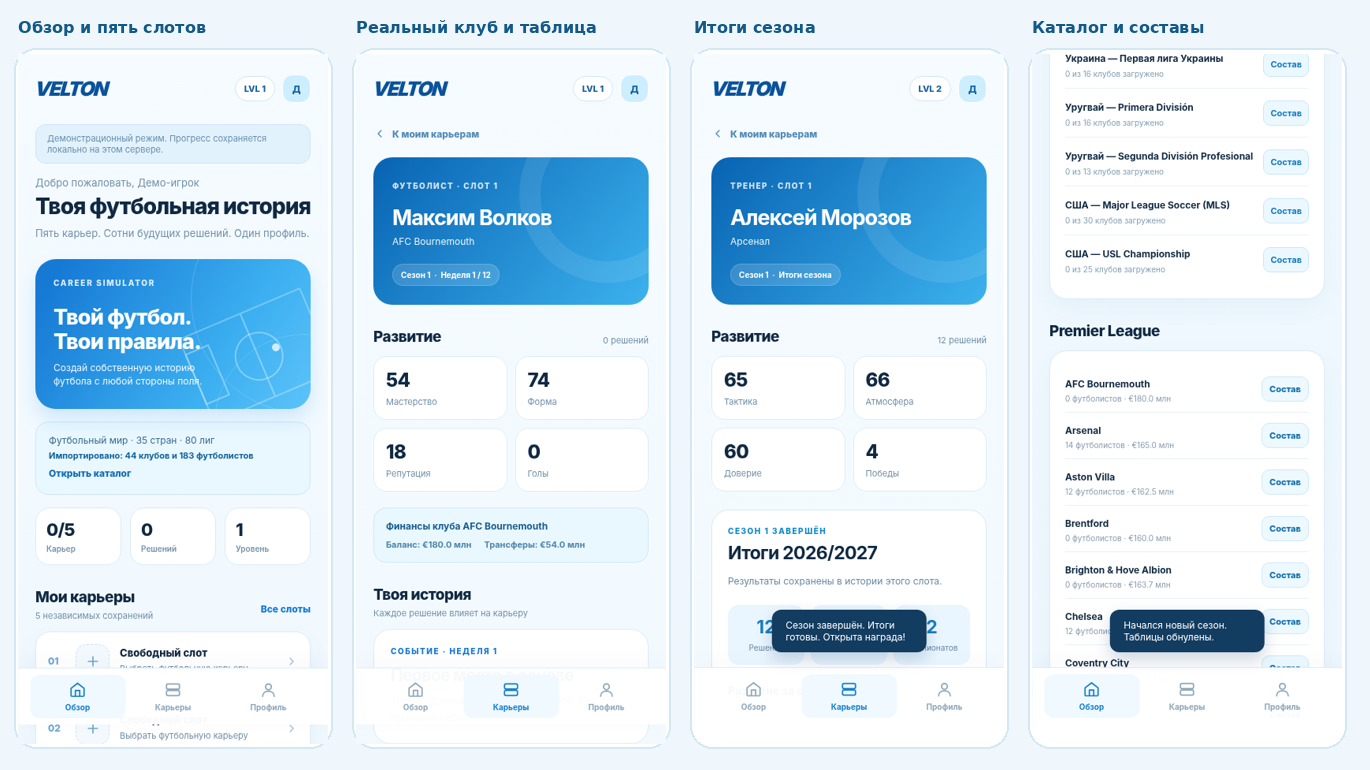 Обзор и пять слотов
VELTON
LVL 1
Д
Демонстрационный режим. Прогресс сохраняется
локально на этом сервере.
Добро пожаловать, Демо-игрок
Твоя футбольная история
Пять карьер. Сотни будущих решений. Один профиль.
CAREER SIMULATOR
Твой футбол.
Твои правила.
Создай собственную историю
футбола с любой стороны поля.
Футбольный мир · 35 стран · 80 лиг
Импортировано: 44 клубов и 183 футболистов
Открыть каталог
0/5
Карьер
0
Решений
1
Уровень
Мои карьеры
5 независимых сохранений
Все слоты
01
Свободный слот
Выбрать футбольную карьеру
Обзор
Карьеры
Профиль
02
Свободный слот
Выбрать футбольную карьеру
Реальный клуб и таблица
VELTON
LVL 1
Д
К моим карьерам
ФУТБОЛИСТ · СЛОТ 1
Максим Волков
AFC Bournemouth
Сезон 1 · Неделя 1 / 12
Развитие
0 решений
54
Мастерство
74
Форма
18
Репутация
0
Голы
Финансы клуба AFC Bournemouth
Баланс: €180.0 млн Трансферы: €54.0 млн
Твоя история
Каждое решение влияет на карьеру
СОБЫТИЕ · НЕДЕЛЯ 1
Обзор
Карьеры
Профиль
Итоги сезона
VELTON
LVL 2
Д
К моим карьерам
ТРЕНЕР · СЛОТ 1
Алексей Морозов
Арсенал
Сезон 1 · Итоги сезона
Развитие
12 решений
65
Тактика
66
Атмосфера
60
Доверие
4
Победы
СЕЗОН 1 ЗАВЕРШЁН
Итоги 2026/2027
Результаты сохранены в истории этого слота.
12
2
Сезон завершён. Итоги
готовы. Открыта награда!
Обзор
Карьеры
Профиль
Каталог и составы
Украина — Первая лига Украины
0 из 16 клубов загружено
Состав
Уругвай — Primera División
0 из 16 клубов загружено
Состав
Уругвай — Segunda División Profesional
0 из 13 клубов загружено
Состав
США — Major League Soccer (MLS)
0 из 30 клубов загружено
Состав
США — USL Championship
0 из 25 клубов загружено
Состав
Premier League
AFC Bournemouth
0 футболистов · €180.0 млн
Состав
Arsenal
14 футболистов · €165.0 млн
Состав
Aston Villa
12 футболистов · €162.5 млн
Состав
Brentford
0 футболистов · €160.0 млн
Состав
Brighton & Hove Albion
0 футболистов · €163.7 млн
Состав
Chelsea
Начался новый сезон.
Таблицы обнулены.
Coventry City
Обзор
Карьеры
Профиль